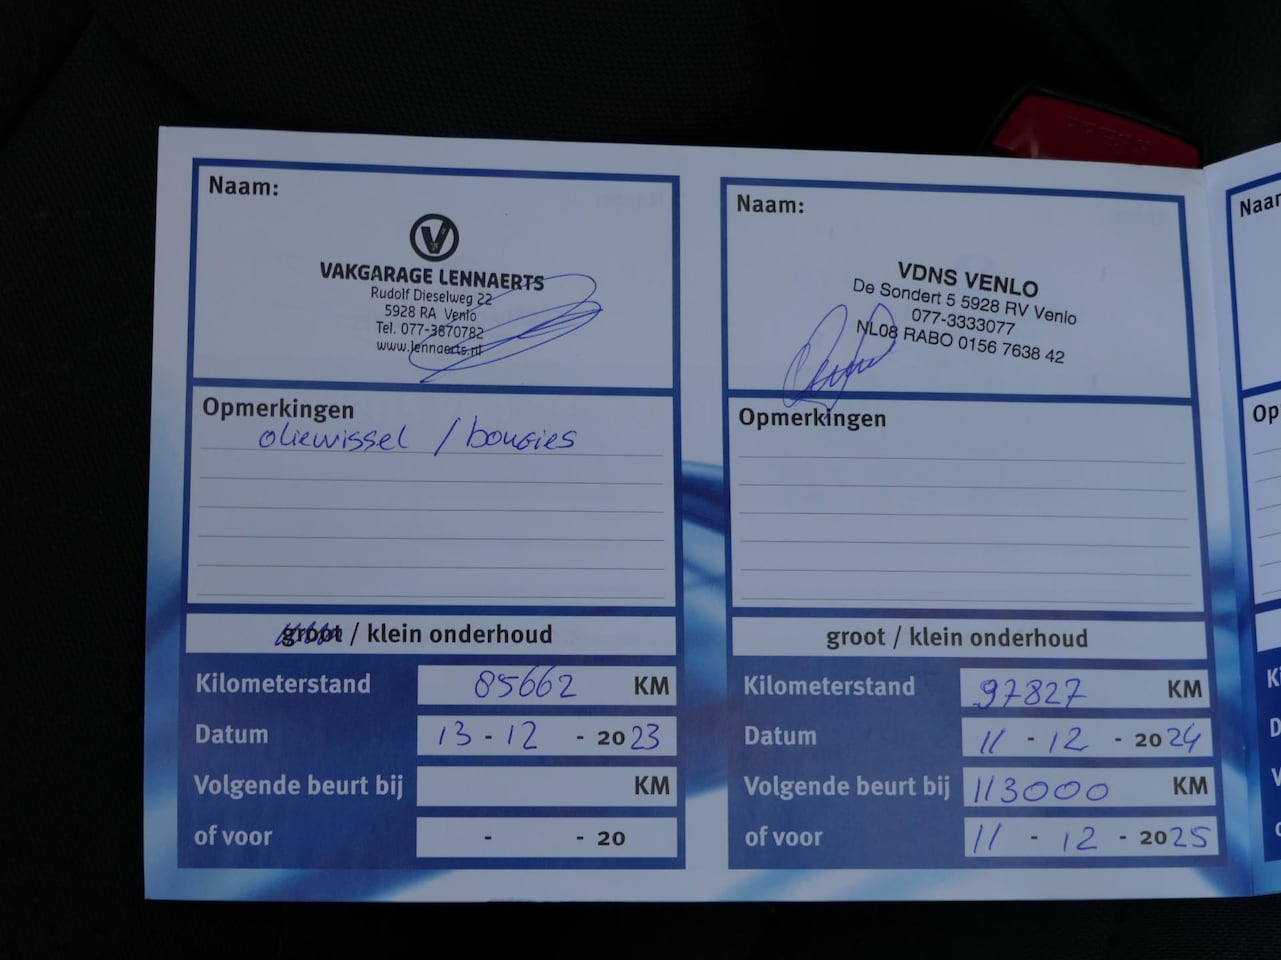 Naam:
VAKGARAGE LENNAERTS
Rudolf Dieselweg 22
5928 RA Venlo
Tel. 077-3870782
www.lennaerts.nl
Opmerkingen
oliewissel / bougies
groot / klein onderhoud
Kilometerstand 85662 KM
Datum 13 - 12 - 2023
Volgende beurt bij KM
of voor - - 20
Naam:
VDNS VENLO
De Sondert 5 5928 RV Venlo
077-3333077
NL08 RABO 0156 7638 42
Opmerkingen
groot / klein onderhoud
Kilometerstand 97827 KM
Datum 11 - 12 - 2024
Volgende beurt bij 113000 KM
of voor 11 - 12 - 2025
Naam
Op
K
D
V
o
PRESS